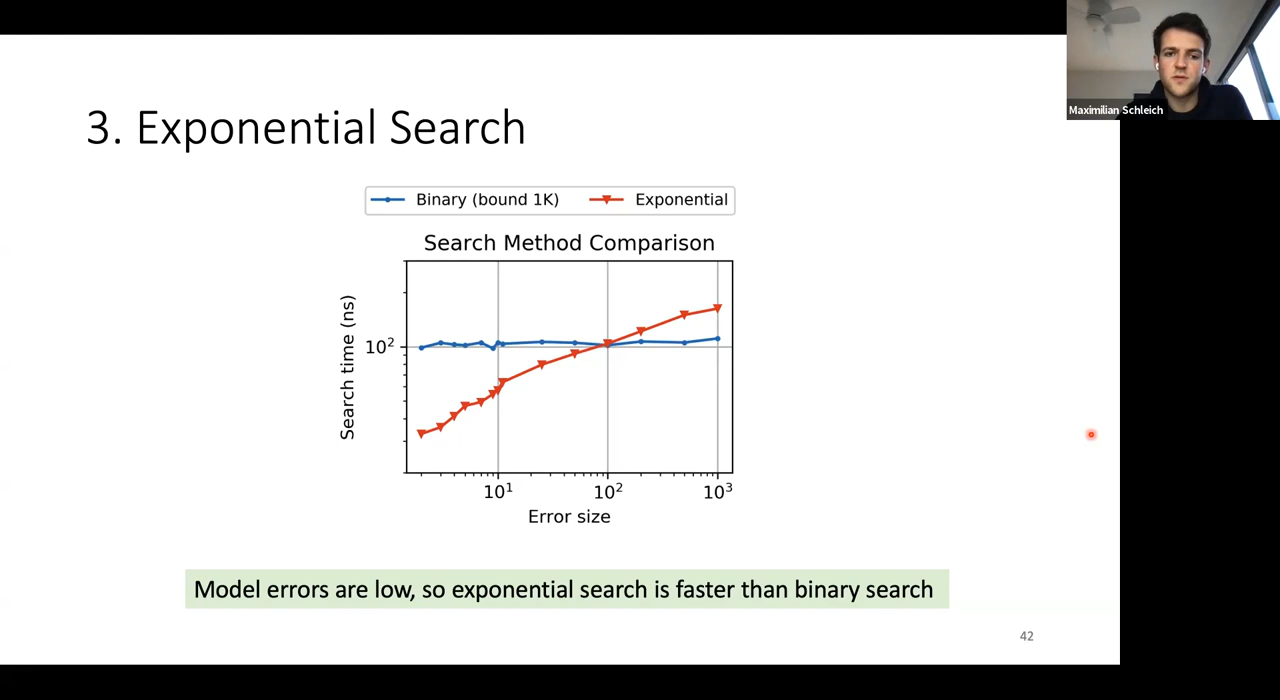 Maximilian Schleich
3. Exponential Search
Binary (bound 1K) Exponential
Search Method Comparison
Search time (ns)
10²
10¹ 10² 10³
Error size
Model errors are low, so exponential search is faster than binary search
42